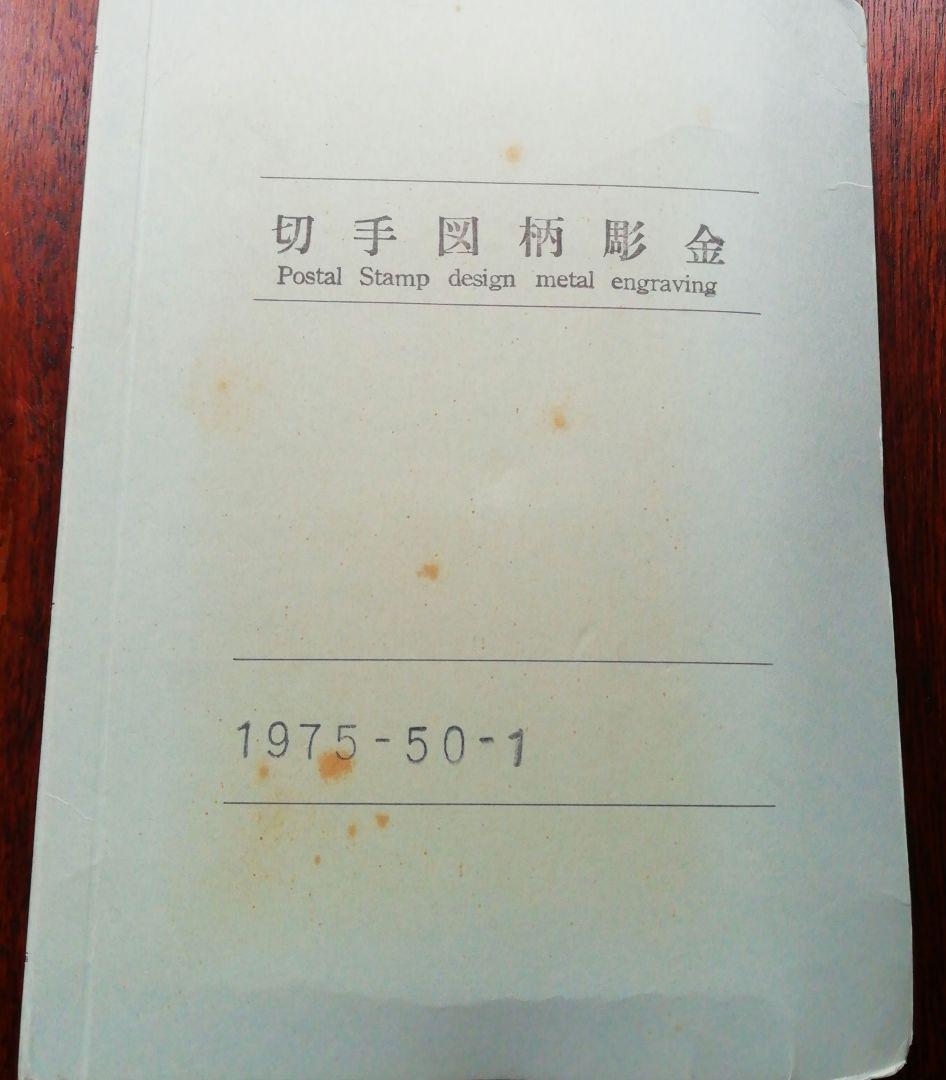 切手図柄彫金
Postal Stamp design metal engraving
1975-50-1